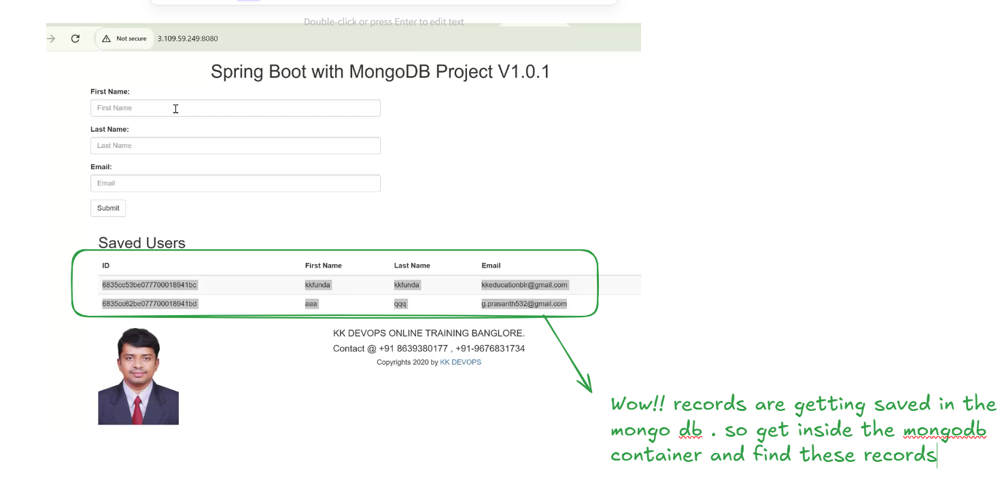 Double-click or press Enter to edit text
Not secure 3.109.59.249:8080
Spring Boot with MongoDB Project V1.0.1
First Name:
First Name
Last Name:
Last Name
Email:
Email
Submit
Saved Users
ID First Name Last Name Email
6835cc53be077700018941bc kkfunda kkfunda kkeducationblr@gmail.com
6835cc62be077700018941bd aaa qqq g.prasanth532@gmail.com
KK DEVOPS ONLINE TRAINING BANGLORE.
Contact @ +91 8639380177 , +91-9676831734
Copyrights 2020 by KK DEVOPS
Wow!! records are getting saved in the
mongo db . so get inside the mongodb
container and find these records